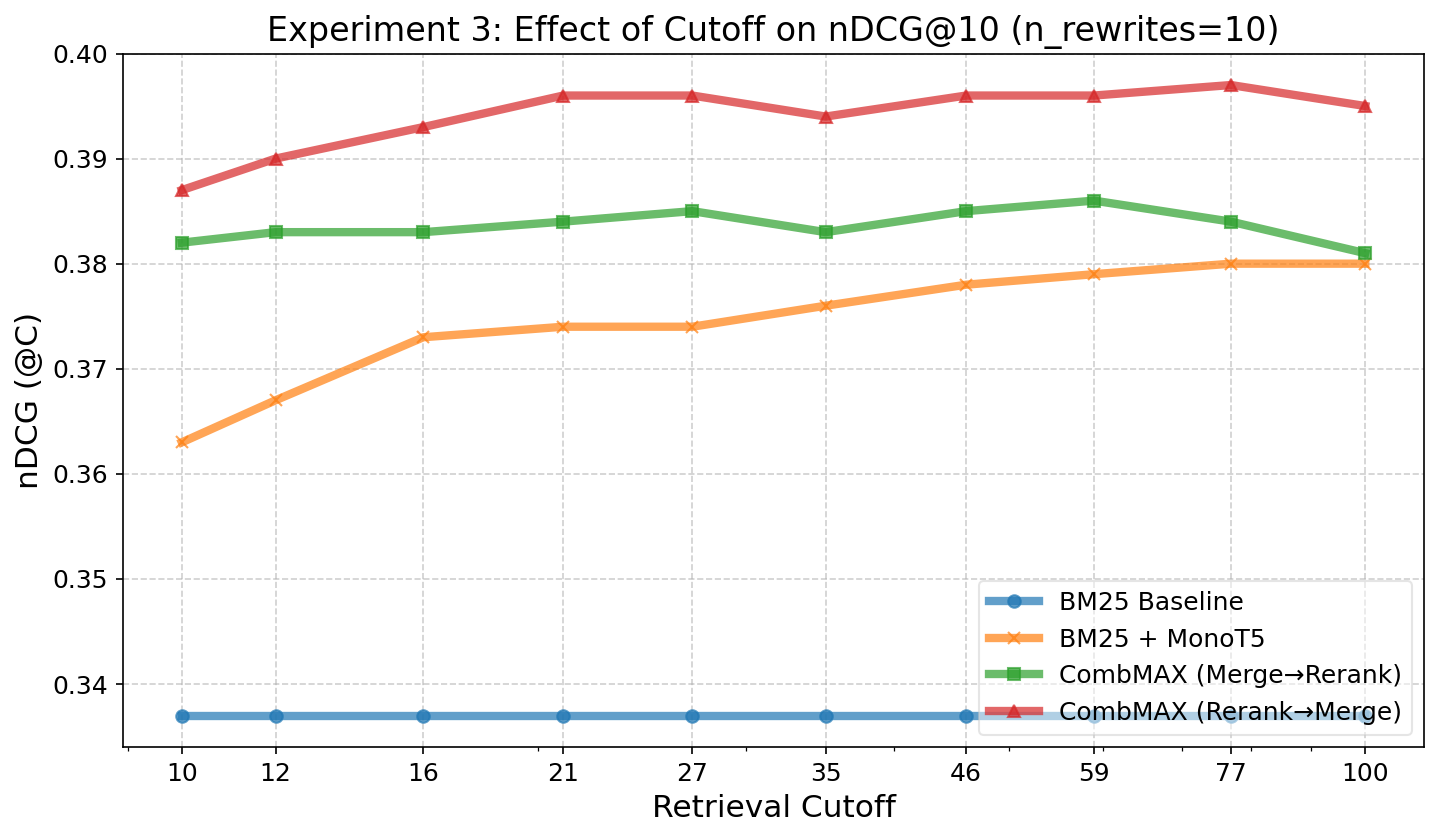 Experiment 3: Effect of Cutoff on nDCG@10 (n_rewrites=10)
nDCG (@C)
0.40
0.39
0.38
0.37
0.36
0.35
0.34
BM25 Baseline
BM25 + MonoT5
CombMAX (Merge→Rerank)
CombMAX (Rerank→Merge)
10 12 16 21 27 35 46 59 77 100
Retrieval Cutoff